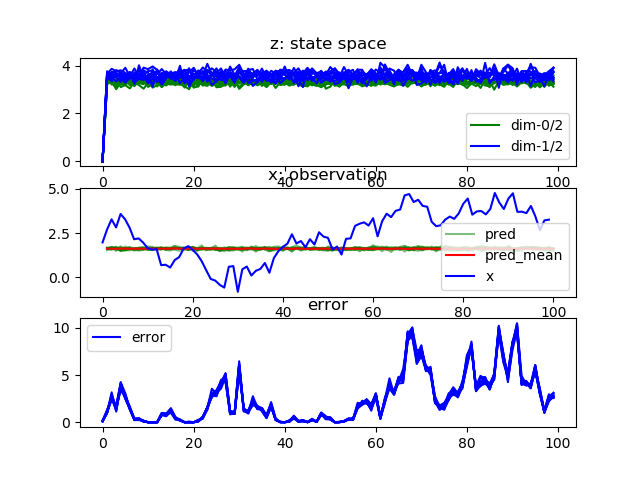 z: state space
4
2
0
dim-0/2
dim-1/2
0 20 40 60 80 100
x: observation
5.0
2.5
0.0
pred
pred_mean
x
0 20 40 60 80 100
error
10
5
0
error
0 20 40 60 80 100